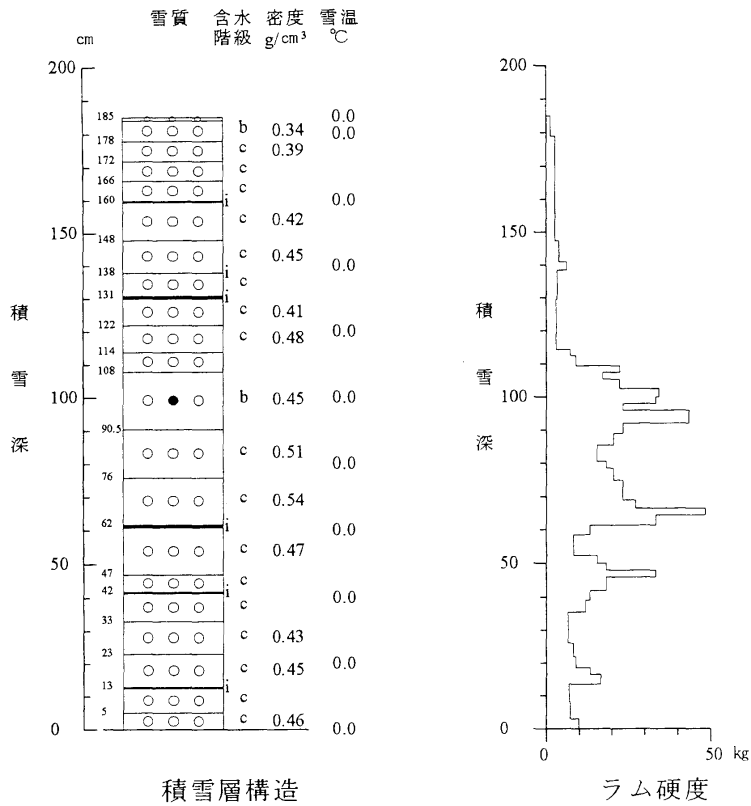 雪質 含水 密度 雪温
cm 階級 g/cm³ ℃
200
185 0.0
b 0.34 0.0
178 c 0.39
172 c
166 c
160 i 0.0
c 0.42
150
148
c 0.45 0.0
138 i
c
131 i
c 0.41
122
c 0.48 0.0
114
108
100 b 0.45 0.0
90.5
c 0.51
0.0
76
c 0.54
62 i 0.0
c 0.47
50
47 c
42 i
c 0.0
33
c 0.43
23
c 0.45 0.0
13 i
c
5
0 c 0.46 0.0
積
雪
深
積雪層構造
200
150
100
50
0
積
雪
深
0 50 kg
ラム硬度